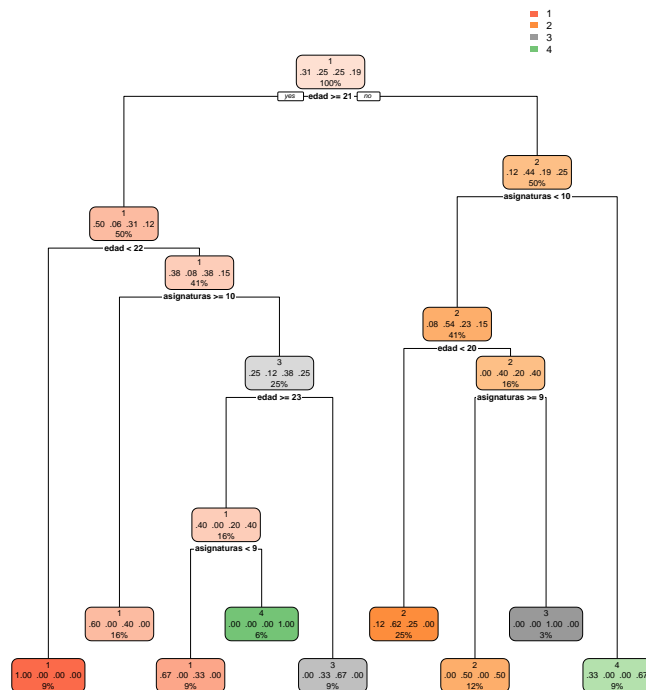 1
2
3
4
1
.31 .25 .25 .19
100%
yes edad >= 21 no
2
.12 .44 .19 .25
50%
asignaturas < 10
1
.50 .06 .31 .12
50%
edad < 22
1
.38 .08 .38 .15
41%
asignaturas >= 10
2
.08 .54 .23 .15
41%
edad < 20
3
.25 .12 .38 .25
25%
edad >= 23
2
.00 .40 .20 .40
16%
asignaturas >= 9
1
.40 .00 .20 .40
16%
asignaturas < 9
1
.60 .00 .40 .00
16%
4
.00 .00 .00 1.00
6%
2
.12 .62 .25 .00
25%
3
.00 .00 1.00 .00
3%
1
1.00 .00 .00 .00
9%
1
.67 .00 .33 .00
9%
3
.00 .33 .67 .00
9%
2
.00 .50 .00 .50
12%
4
.33 .00 .00 .67
9%